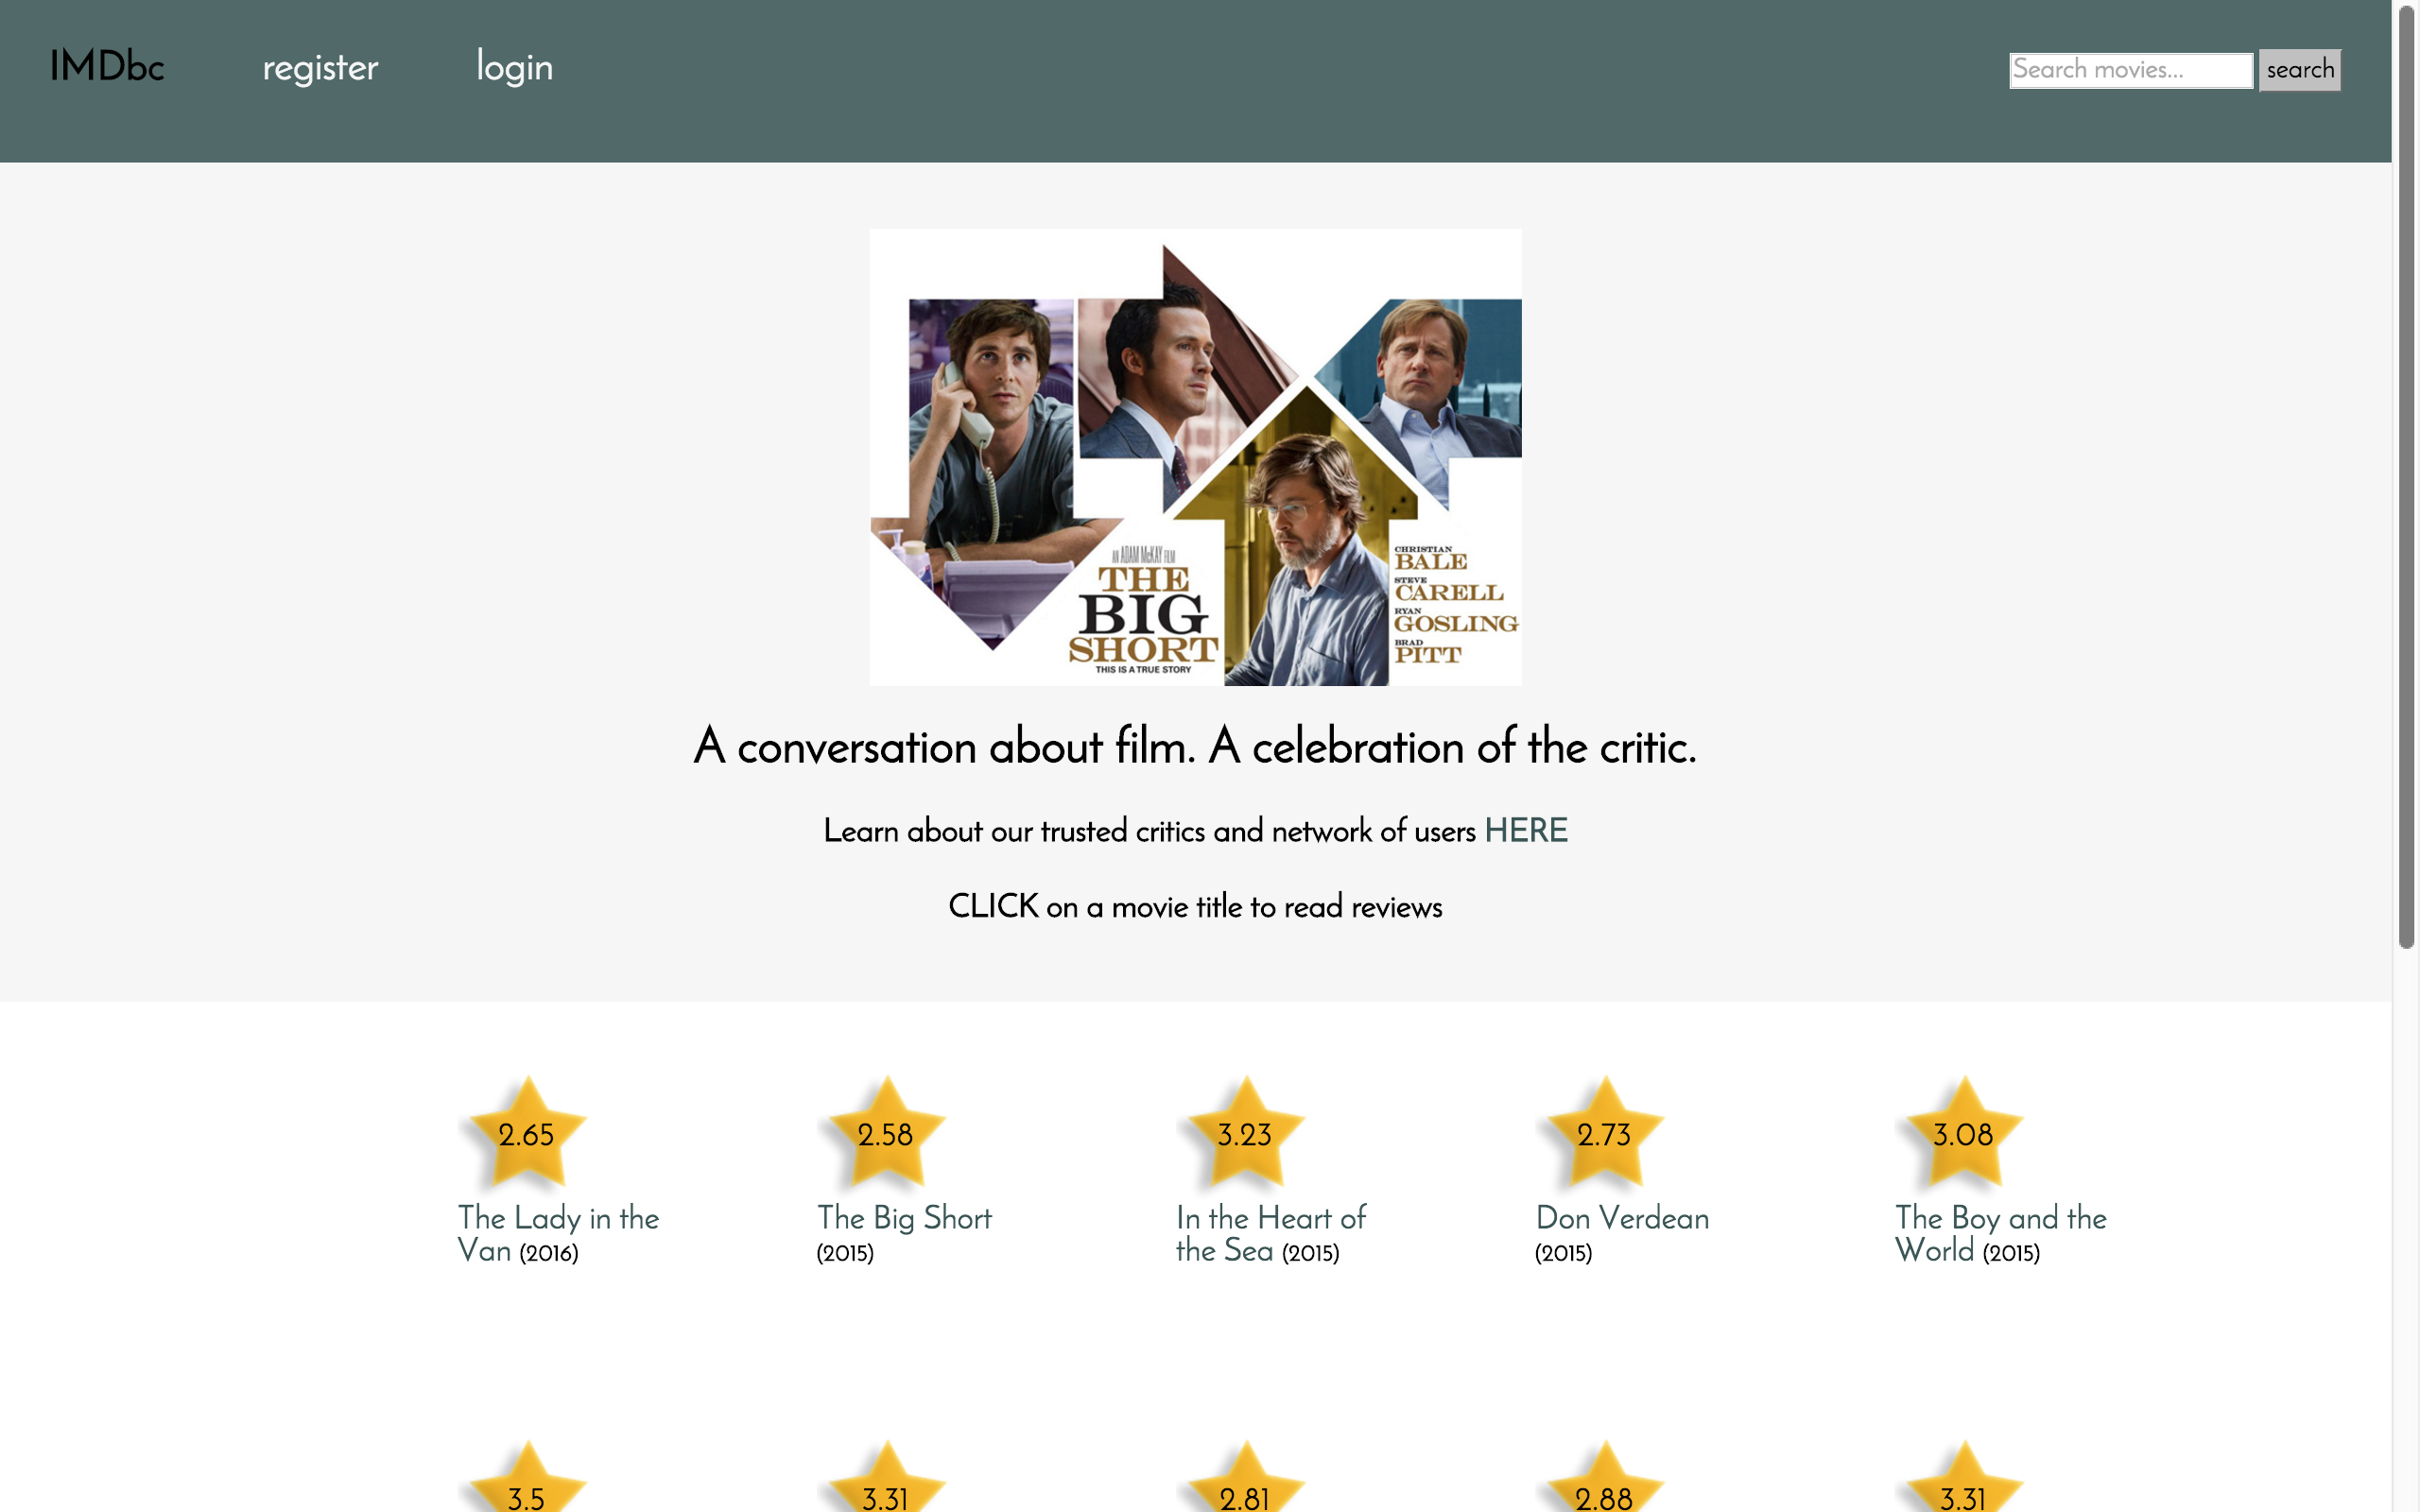 IMDbc register login Search movies... search
AN ADAM McKAY FILM
THE
BIG
SHORT
THIS IS A TRUE STORY
CHRISTIAN
BALE
STEVE
CARELL
RYAN
GOSLING
BRAD
PITT
A conversation about film. A celebration of the critic.
Learn about our trusted critics and network of users HERE
CLICK on a movie title to read reviews
2.65 2.58 3.23 2.73 3.08
The Lady in the
Van (2016)
The Big Short
(2015)
In the Heart of
the Sea (2015)
Don Verdean
(2015)
The Boy and the
World (2015)
3.5 3.31 2.81 2.88 3.31